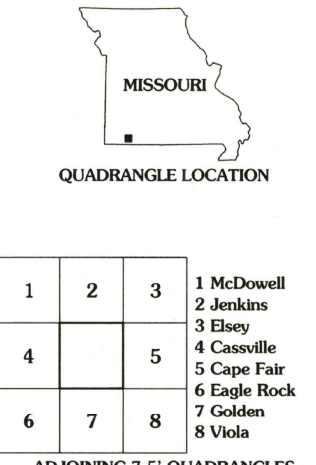 MISSOURI
QUADRANGLE LOCATION
1 2 3
4 5
6 7 8
1 McDowell
2 Jenkins
3 Elsey
4 Cassville
5 Cape Fair
6 Eagle Rock
7 Golden
8 Viola
ADJOINING 7.5' QUADRANGLES